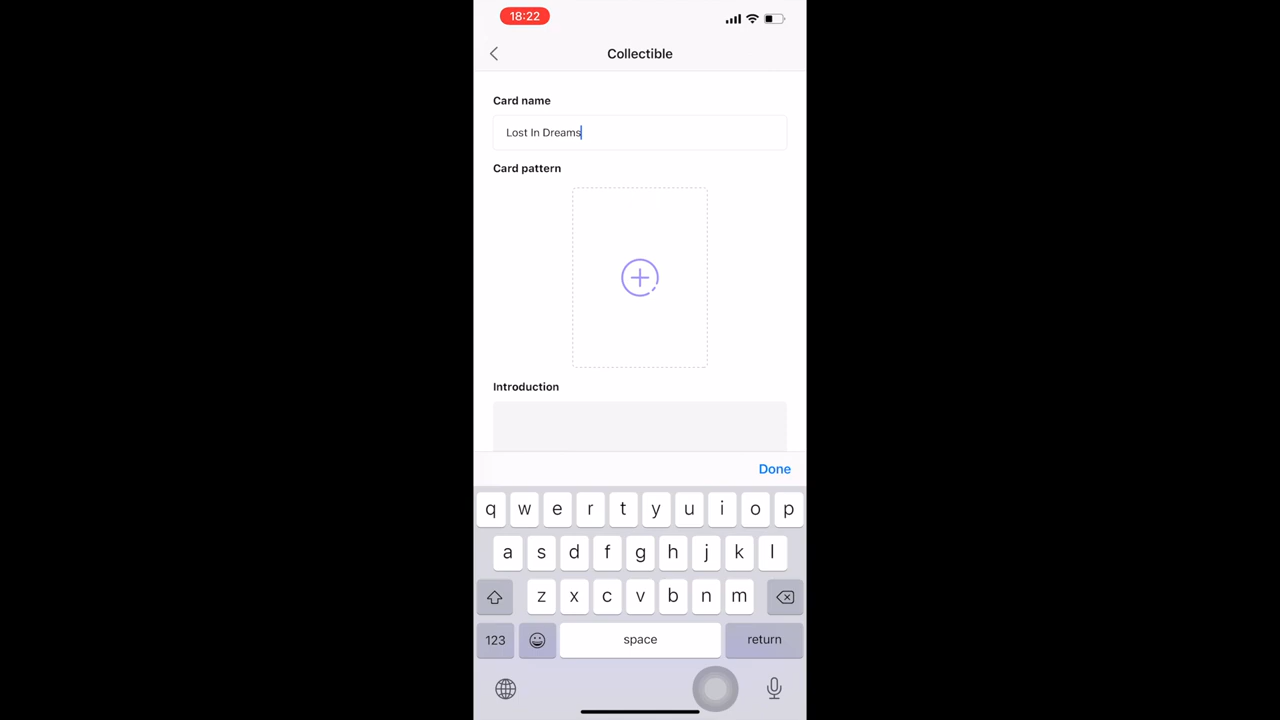 18:22
Collectible
Card name
Lost In Dreams
Card pattern
Introduction
Done
q w e r t y u i o p
a s d f g h j k l
z x c v b n m
123 space return